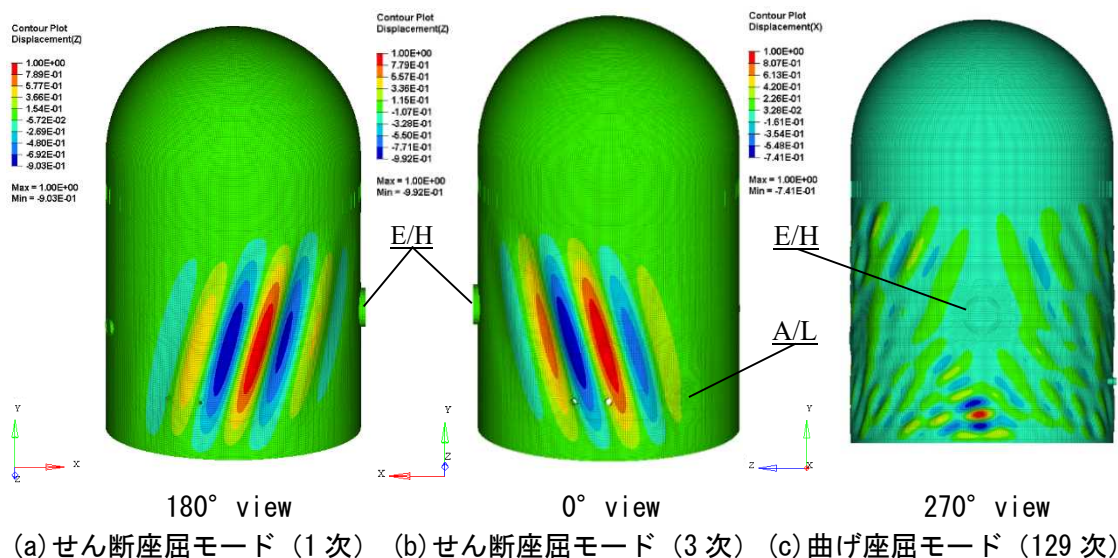 Contour Plot
Displacement(Z)
1.00E+00
7.89E-01
5.77E-01
3.66E-01
1.54E-01
-5.72E-02
-2.69E-01
-4.80E-01
-6.92E-01
-9.03E-01
Max = 1.00E+00
Min = -9.03E-01
Y
X
Z
E/H
Contour Plot
Displacement(Z)
1.00E+00
7.79E-01
5.57E-01
3.36E-01
1.15E-01
-1.07E-01
-3.28E-01
-5.50E-01
-7.71E-01
-9.92E-01
Max = 1.00E+00
Min = -9.92E-01
Y
Z
X
A/L
Contour Plot
Displacement(X)
1.00E+00
8.07E-01
6.13E-01
4.20E-01
2.26E-01
3.28E-02
-1.61E-01
-3.54E-01
-5.48E-01
-7.41E-01
Max = 1.00E+00
Min = -7.41E-01
E/H
Y
Z
X
180° view
0° view
270° view
(a)せん断座屈モード（1次）
(b)せん断座屈モード（3次）
(c)曲げ座屈モード（129次）